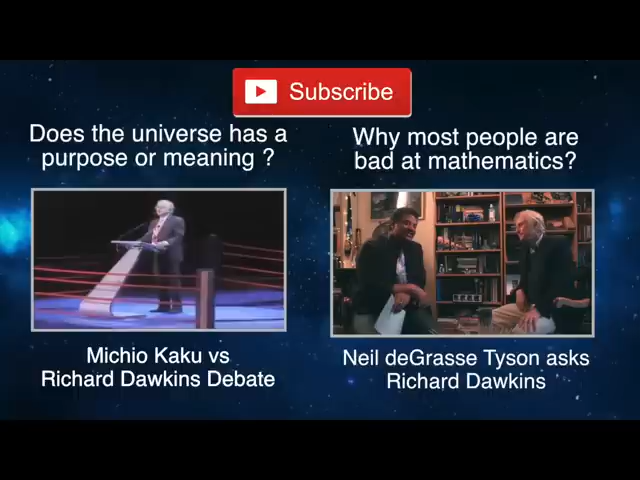 Subscribe
Does the universe has a
purpose or meaning ?
Why most people are
bad at mathematics?
Michio Kaku vs
Richard Dawkins Debate
Neil deGrasse Tyson asks
Richard Dawkins